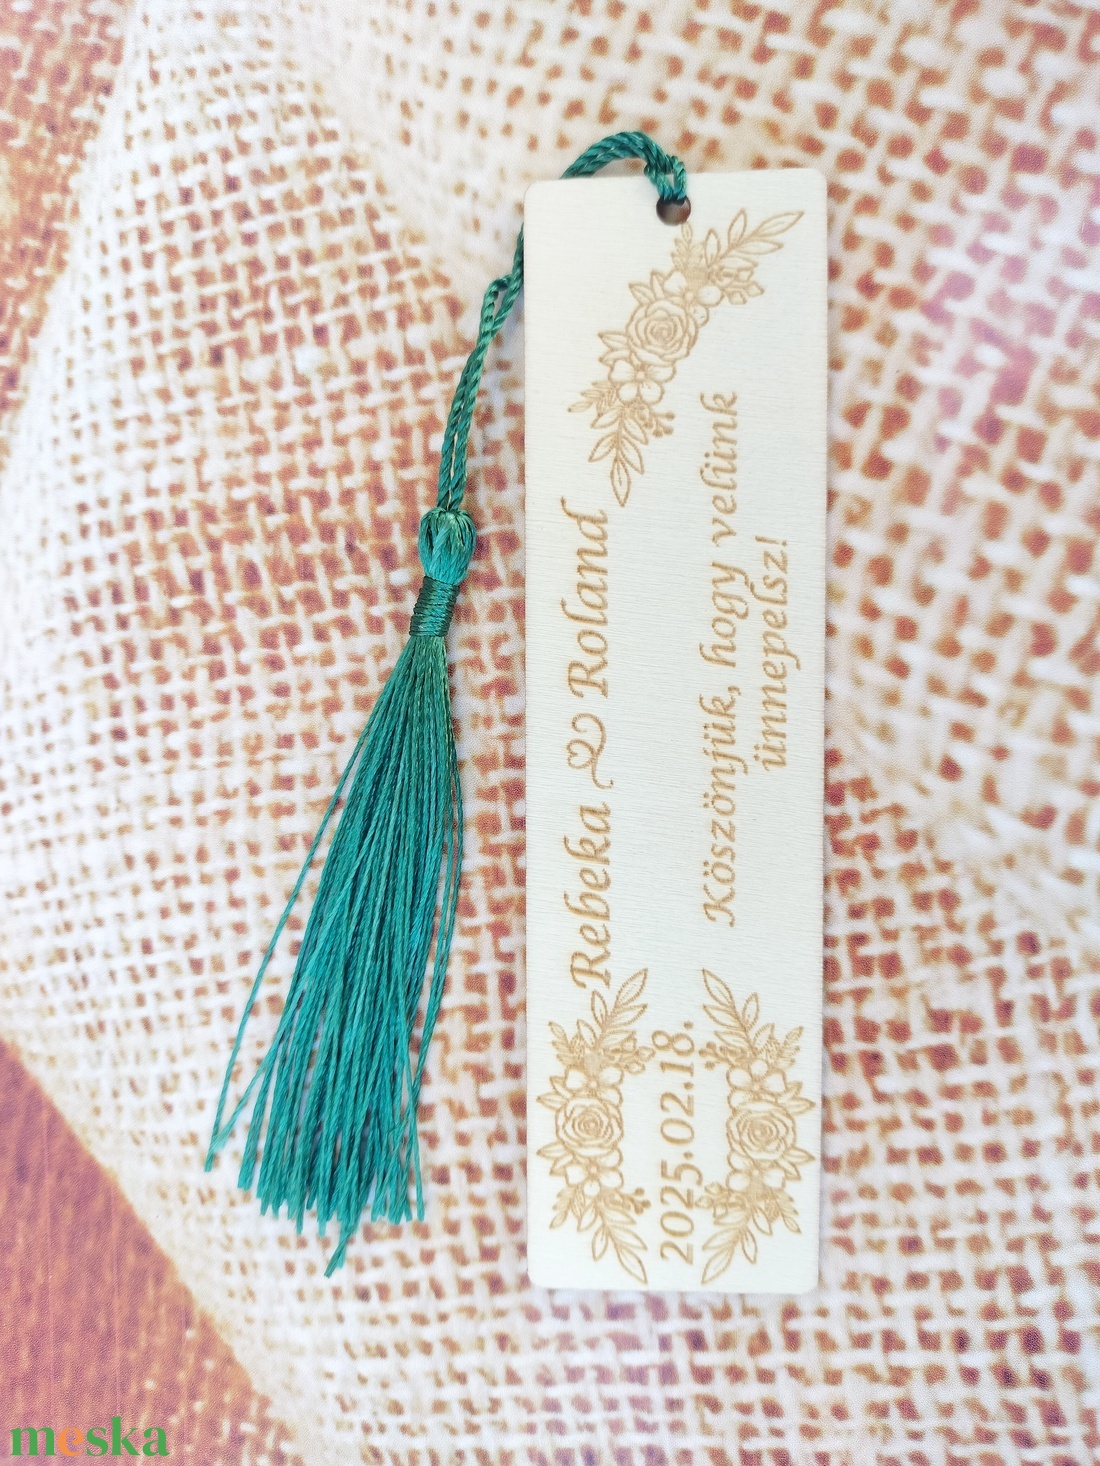 Rebeka & Roland
Köszönjük, hogy velünk
ünnepelsz!
2025.02.18.
meska